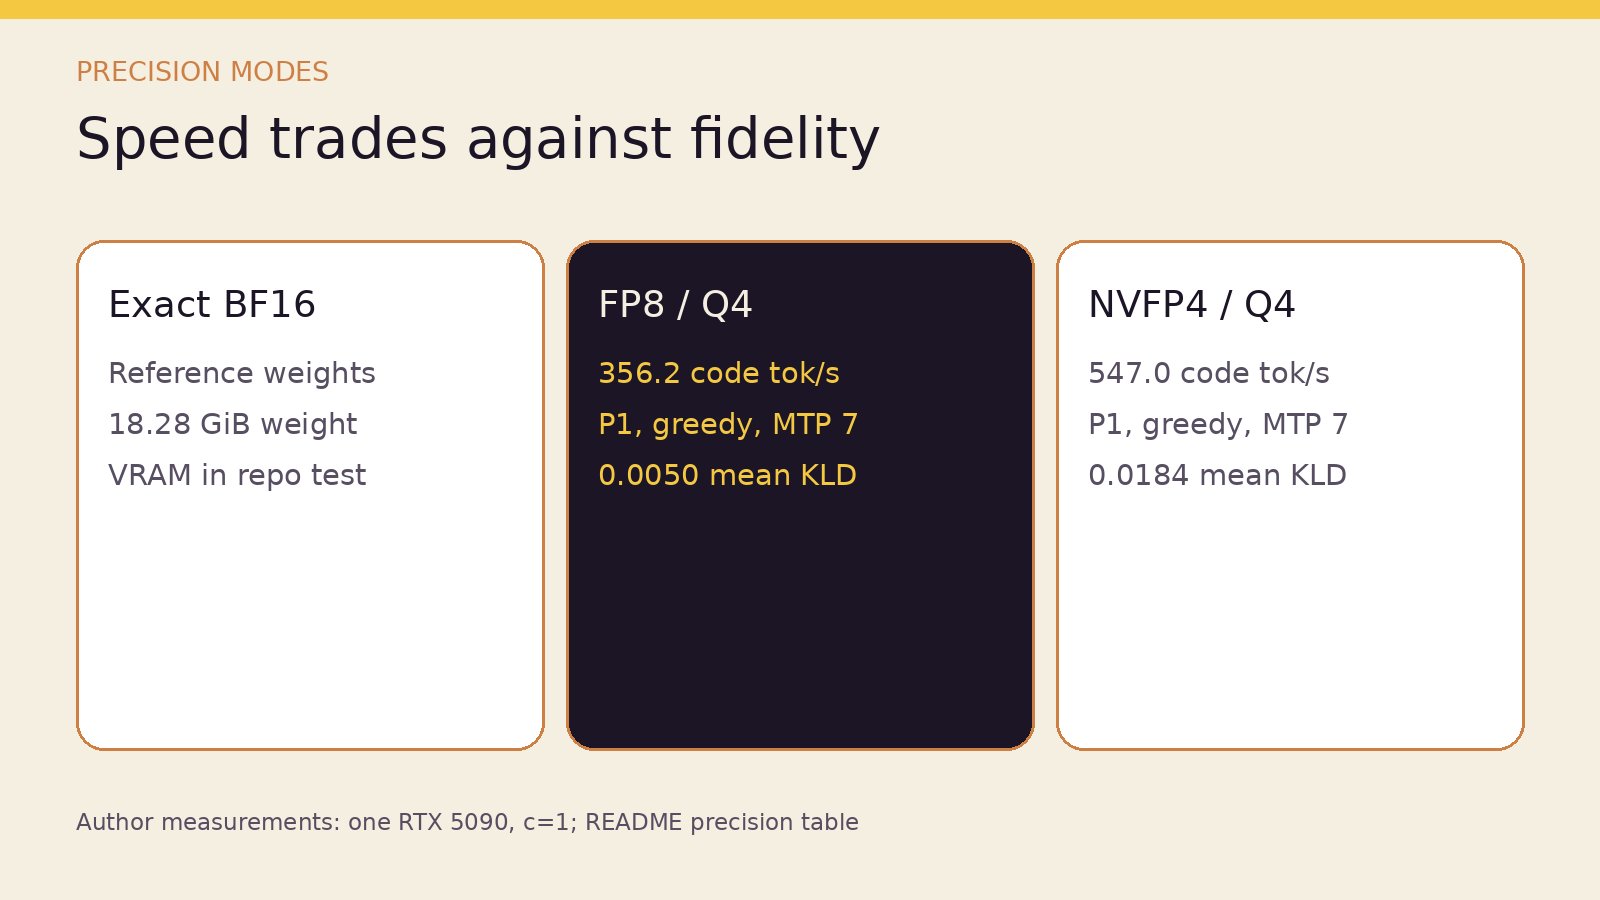 PRECISION MODES
Speed trades against fidelity
Exact BF16
Reference weights
18.28 GiB weight
VRAM in repo test
FP8 / Q4
356.2 code tok/s
P1, greedy, MTP 7
0.0050 mean KLD
NVFP4 / Q4
547.0 code tok/s
P1, greedy, MTP 7
0.0184 mean KLD
Author measurements: one RTX 5090, c=1; README precision table